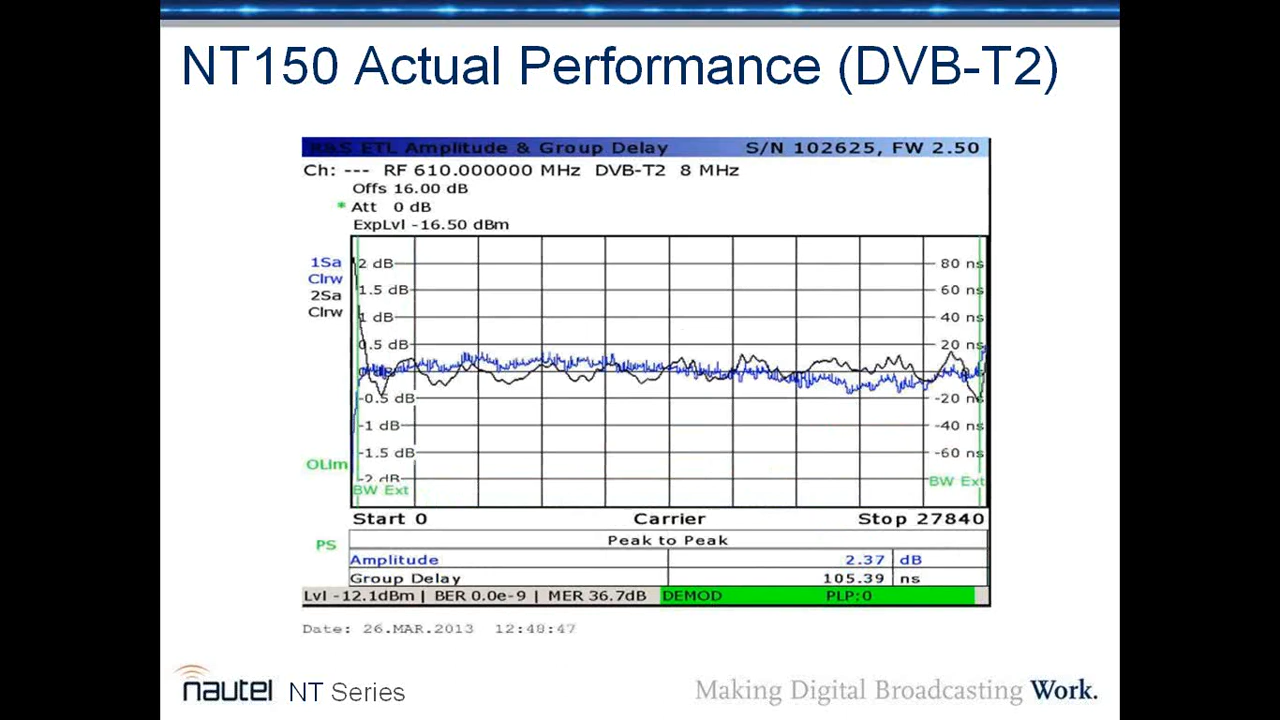 NT150 Actual Performance (DVB-T2)
R&S ETL Amplitude & Group Delay S/N 102625, FW 2.50
Ch: --- RF 610.000000 MHz DVB-T2 8 MHz
Offs 16.00 dB
* Att 0 dB
ExpLvl -16.50 dBm
1Sa
Clrw
2Sa
Clrw
2 dB 80 ns
1.5 dB 60 ns
1 dB 40 ns
0.5 dB 20 ns
0 dB 0 ns
-0.5 dB -20 ns
-1 dB -40 ns
-1.5 dB -60 ns
-2 dB
OLim
BW Ext BW Ext
Start 0 Carrier Stop 27840
PS
Peak to Peak
Amplitude 2.37 dB
Group Delay 105.39 ns
Lvl -12.1dBm | BER 0.0e-9 | MER 36.7dB DEMOD PLP:0
Date: 26.MAR.2013 12:48:47
nautel NT Series
Making Digital Broadcasting Work.